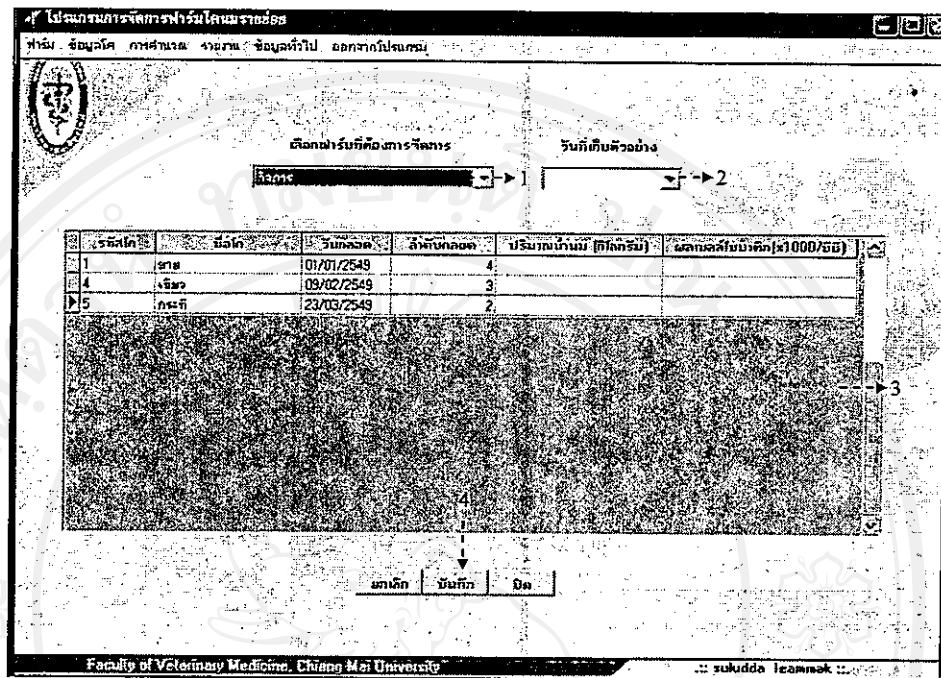 โปรแกรมการจัดการฟาร์มโคนมรายย่อย
ฟาร์ม ข้อมูลโค การคำนวณ รายงาน ข้อมูลทั่วไป ออกจากโปรแกรม
เลือกฟาร์มที่ต้องการจัดการ วันที่เก็บตัวอย่าง
กิจการ 1 2
รหัสโค ชื่อโค วันคลอด ลำดับคลอด ปริมาณน้ำนม (กิโลกรัม) ผลเซลล์โซมาติก(x1000/ซีซี)
1 01/01/2549 4
4 เขียว 09/02/2549 3
5 กระทิ 23/03/2549 2
3
4
ยกเลิก บันทึก ปิด
Faculty of Veterinary Medicine, Chiang Mai University